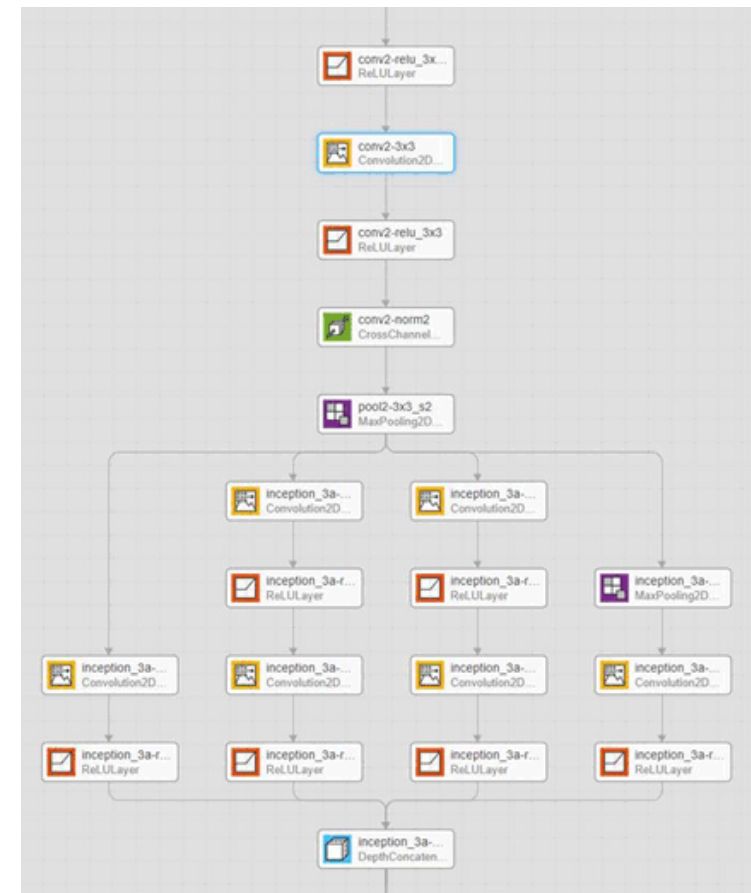 conv2-relu_3x...
ReLULayer
conv2-3x3
Convolution2D...
conv2-relu_3x3
ReLULayer
conv2-norm2
CrossChannel...
pool2-3x3_s2
MaxPooling2D...
inception_3a-...
Convolution2D...
inception_3a-...
Convolution2D...
inception_3a-r...
ReLULayer
inception_3a-r...
ReLULayer
inception_3a-...
MaxPooling2D...
inception_3a-...
Convolution2D...
inception_3a-...
Convolution2D...
inception_3a-...
Convolution2D...
inception_3a-...
Convolution2D...
inception_3a-r...
ReLULayer
inception_3a-r...
ReLULayer
inception_3a-r...
ReLULayer
inception_3a-r...
ReLULayer
inception_3a-...
DepthConcaten...